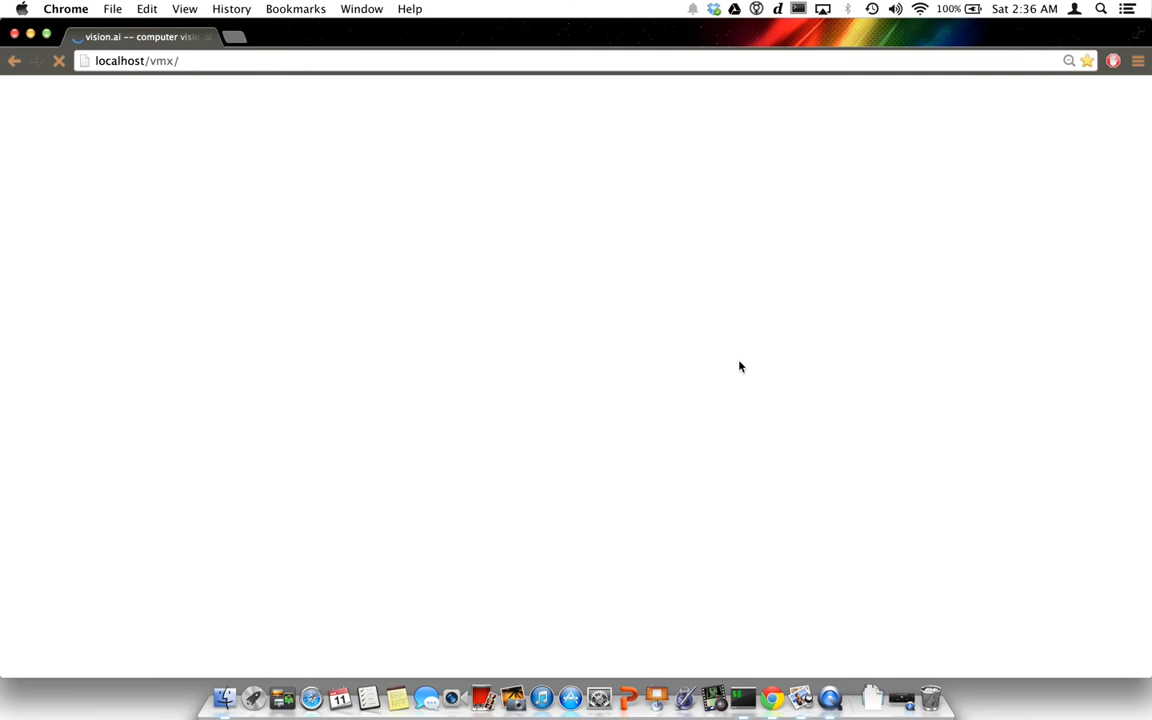 Chrome File Edit View History Bookmarks Window Help d 100% Sat 2:36 AM
vision.ai -- computer visio
localhost/vmx/
11